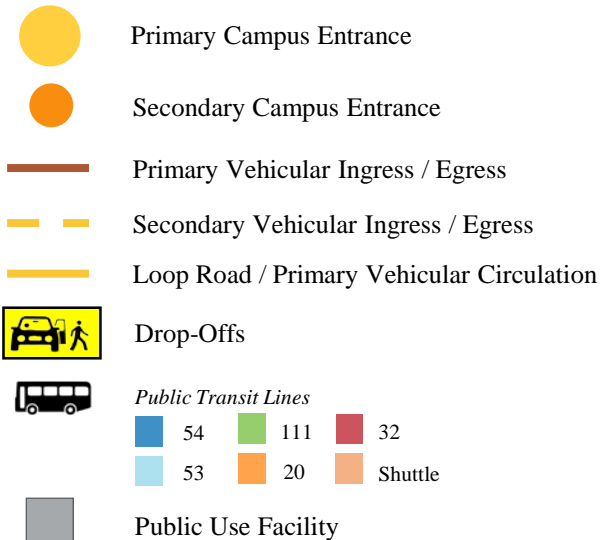 Primary Campus Entrance
Secondary Campus Entrance
Primary Vehicular Ingress / Egress
Secondary Vehicular Ingress / Egress
Loop Road / Primary Vehicular Circulation
Drop-Offs
Public Transit Lines
54 111 32
53 20 Shuttle
Public Use Facility